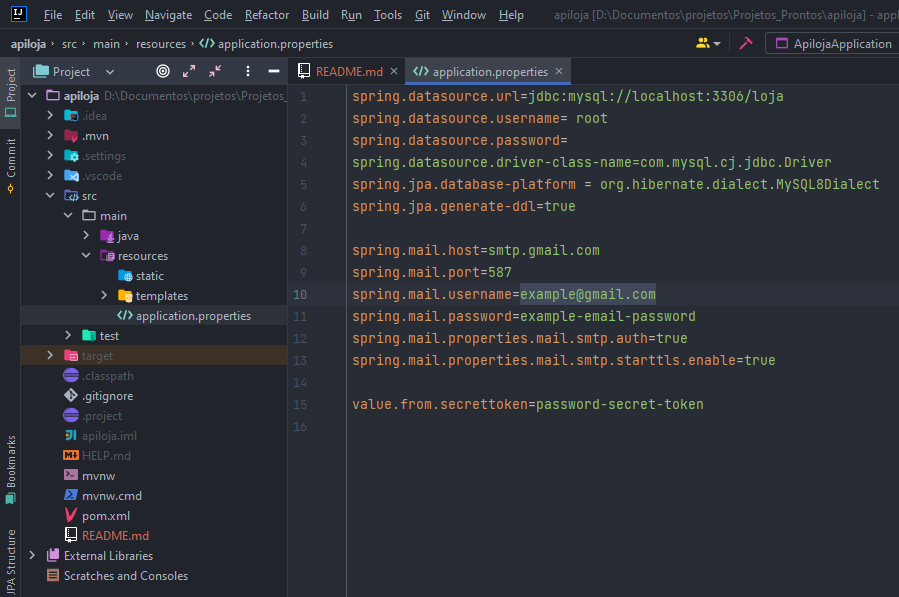 File Edit View Navigate Code Refactor Build Run Tools Git Window Help apiloja [D:\Documentos\projetos\Projetos_Prontos\apiloja] - appl
apiloja src main resources application.properties
ApilojaApplication
Project
README.md
application.properties
Project
Commit
Bookmarks
JPA Structure
apiloja D:\Documentos\projetos\Projetos_
.idea
.mvn
.settings
.vscode
src
main
java
resources
static
templates
application.properties
test
target
.classpath
.gitignore
.project
apiloja.iml
HELP.md
mvnw
mvnw.cmd
pom.xml
README.md
External Libraries
Scratches and Consoles
1 spring.datasource.url=jdbc:mysql://localhost:3306/loja
2 spring.datasource.username= root
3 spring.datasource.password=
4 spring.datasource.driver-class-name=com.mysql.cj.jdbc.Driver
5 spring.jpa.database-platform = org.hibernate.dialect.MySQL8Dialect
6 spring.jpa.generate-ddl=true
7
8 spring.mail.host=smtp.gmail.com
9 spring.mail.port=587
10 spring.mail.username=example@gmail.com
11 spring.mail.password=example-email-password
12 spring.mail.properties.mail.smtp.auth=true
13 spring.mail.properties.mail.smtp.starttls.enable=true
14
15 value.from.secrettoken=password-secret-token
16